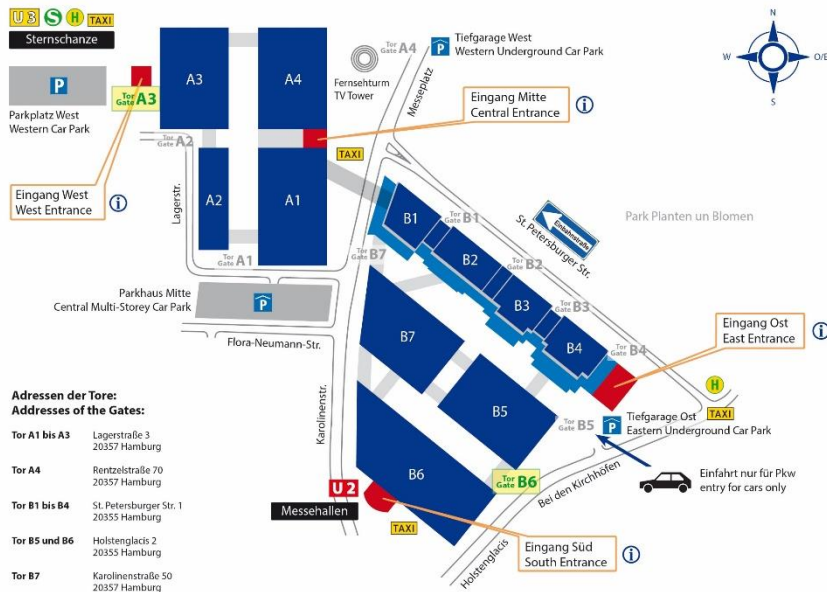 U3 S H TAXI
Sternschanze
P
Parkplatz West
Western Car Park
Tor
Gate A3
A3
A4
Tor
Gate A2
Eingang West
West Entrance
i
Lagerstr.
A2
A1
Tor
Gate A1
Fernsehturm
TV Tower
Tor
Gate A4
Messeplatz
P
Tiefgarage West
Western Underground Car Park
Eingang Mitte
Central Entrance
i
TAXI
N
W
O/E
S
B1
Tor
Gate B1
Einbahnstraße
St. Petersburger Str.
Park Planten un Blomen
Tor
Gate B7
B2
Tor
Gate B2
B3
Tor
Gate B3
B4
Tor
Gate B4
Eingang Ost
East Entrance
i
Parkhaus Mitte
Central Multi-Storey Car Park
P
Flora-Neumann-Str.
B7
Karolinenstr.
B5
H
TAXI
Tor
Gate B5
P
Tiefgarage Ost
Eastern Underground Car Park
Einfahrt nur für Pkw
entry for cars only
B6
Tor
Gate B6
Bei den Kirchhöfen
U2
Messehallen
TAXI
Holstenglacis
Eingang Süd
South Entrance
i
Adressen der Tore:
Addresses of the Gates:
Tor A1 bis A3 Lagerstraße 3
20357 Hamburg
Tor A4 Rentzelstraße 70
20357 Hamburg
Tor B1 bis B4 St. Petersburger Str. 1
20355 Hamburg
Tor B5 und B6 Holstenglacis 2
20355 Hamburg
Tor B7 Karolinenstraße 50
20357 Hamburg